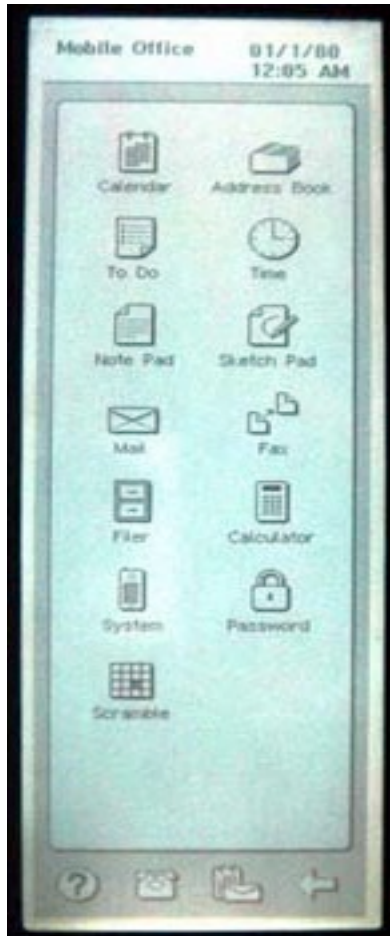 Mobile Office 01/1/80
12:05 AM
Calendar Address Book
To Do Time
Note Pad Sketch Pad
Mail Fax
Filer Calculator
System Password
Scramble
?